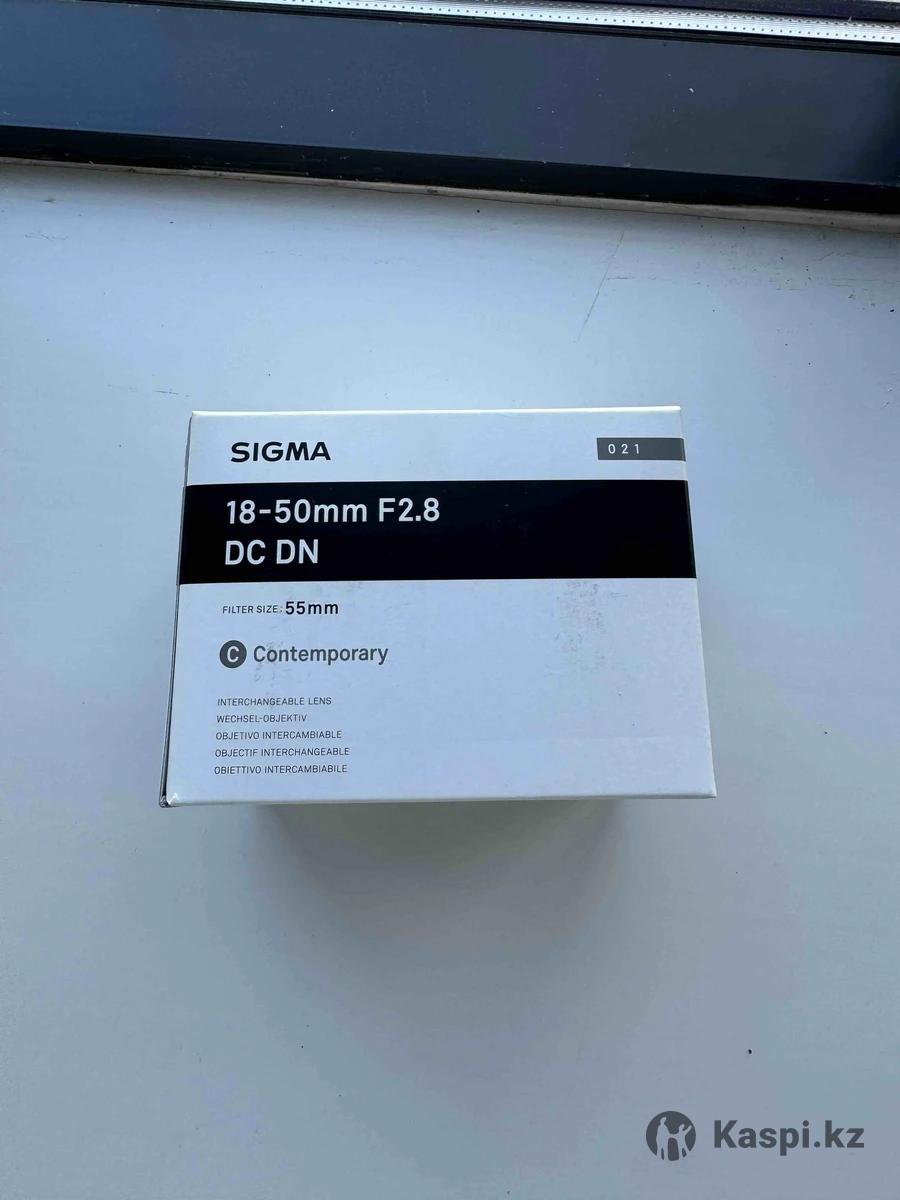 SIGMA
021
18-50mm F2.8
DC DN
FILTER SIZE: 55mm
C Contemporary
INTERCHANGEABLE LENS
WECHSEL-OBJEKTIV
OBJETIVO INTERCAMBIABLE
OBJECTIF INTERCHANGEABLE
OBIETTIVO INTERCAMBIABILE
Kaspi.kz